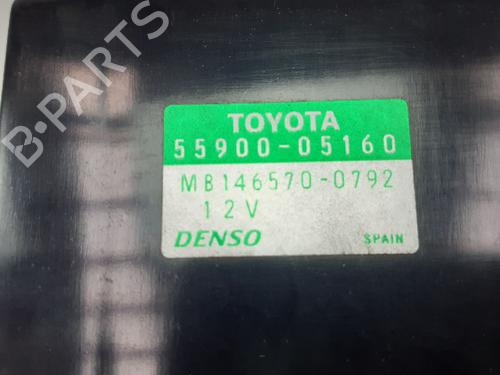 B-PARTS
TOYOTA
55900-05160
MB146570-0792
12V
DENSO SPAIN